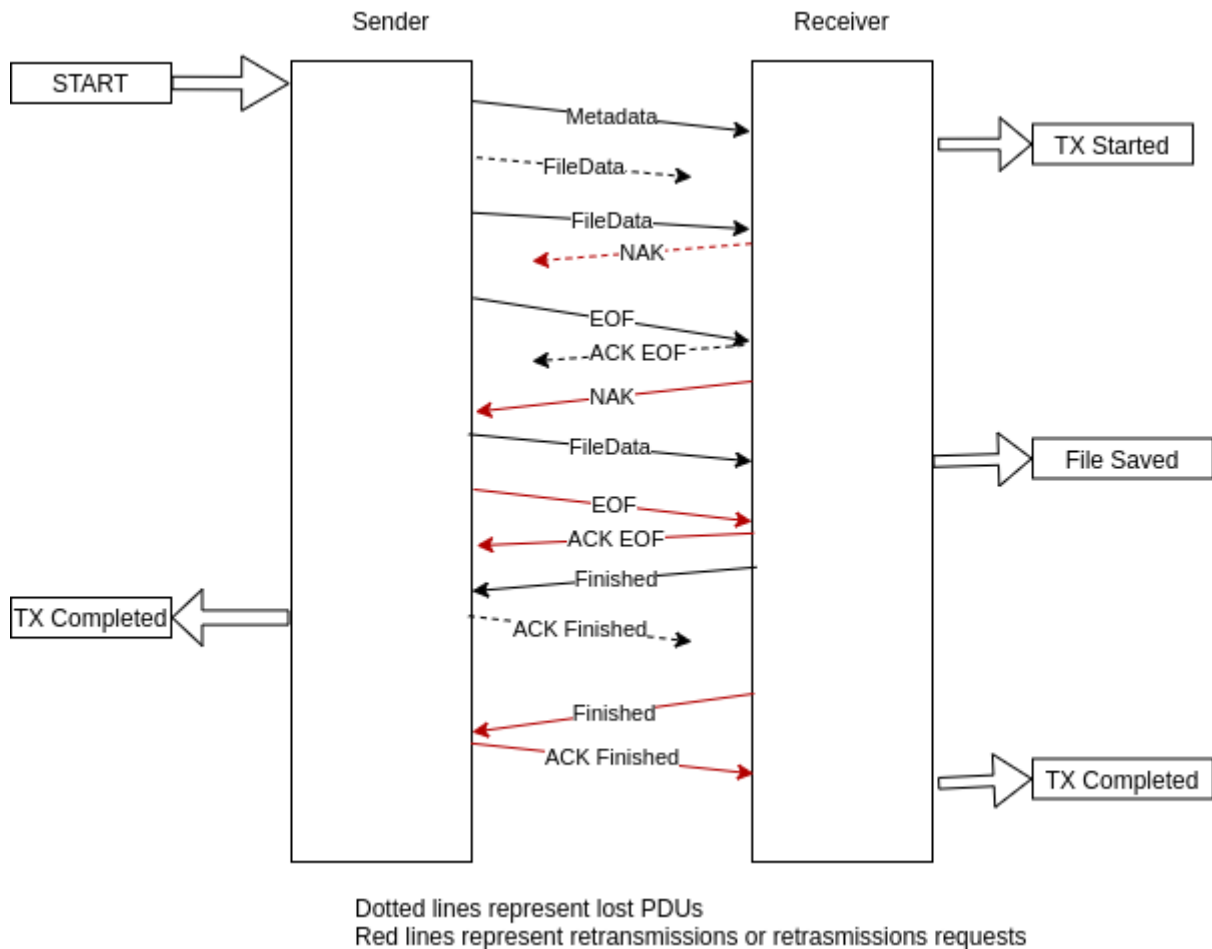 Sender
Receiver
START
Metadata
TX Started
FileData
FileData
NAK
EOF
ACK EOF
NAK
FileData
File Saved
EOF
ACK EOF
Finished
TX Completed
ACK Finished
Finished
ACK Finished
TX Completed
Dotted lines represent lost PDUs
Red lines represent retransmissions or retrasmissions requests